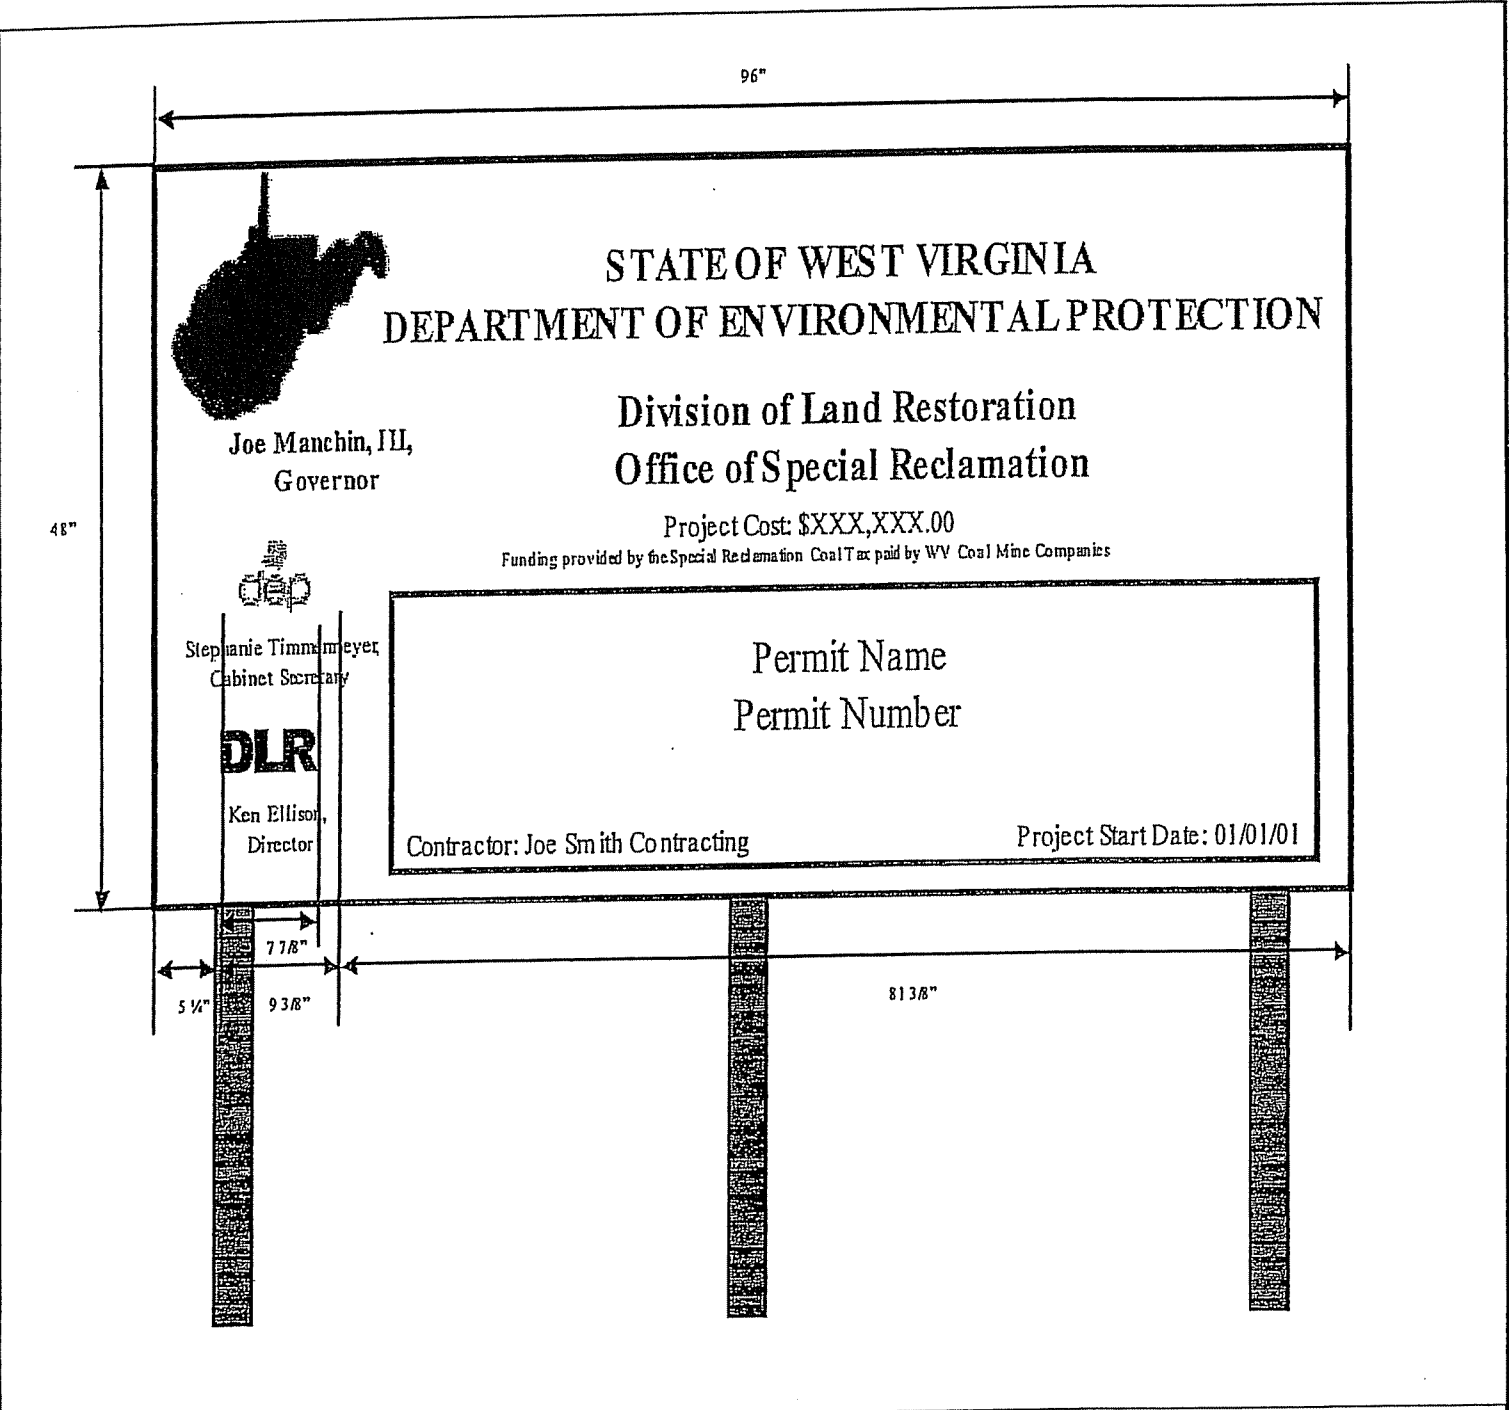 96"
STATE OF WEST VIRGINIA
DEPARTMENT OF ENVIRONMENTAL PROTECTION
Division of Land Restoration
Office of Special Reclamation
Joe Manchin, III,
Governor
48"
Project Cost: $XXX,XXX.00
Funding provided by the Special Reclamation Coal Tax paid by WV Coal Mine Companies
dep
Stephanie Timmermeyer,
Cabinet Secretary
Permit Name
Permit Number
DLR
Ken Ellison,
Director
Contractor: Joe Smith Contracting
Project Start Date: 01/01/01
7 7/8"
5 ¼"
9 3/8"
81 3/8"